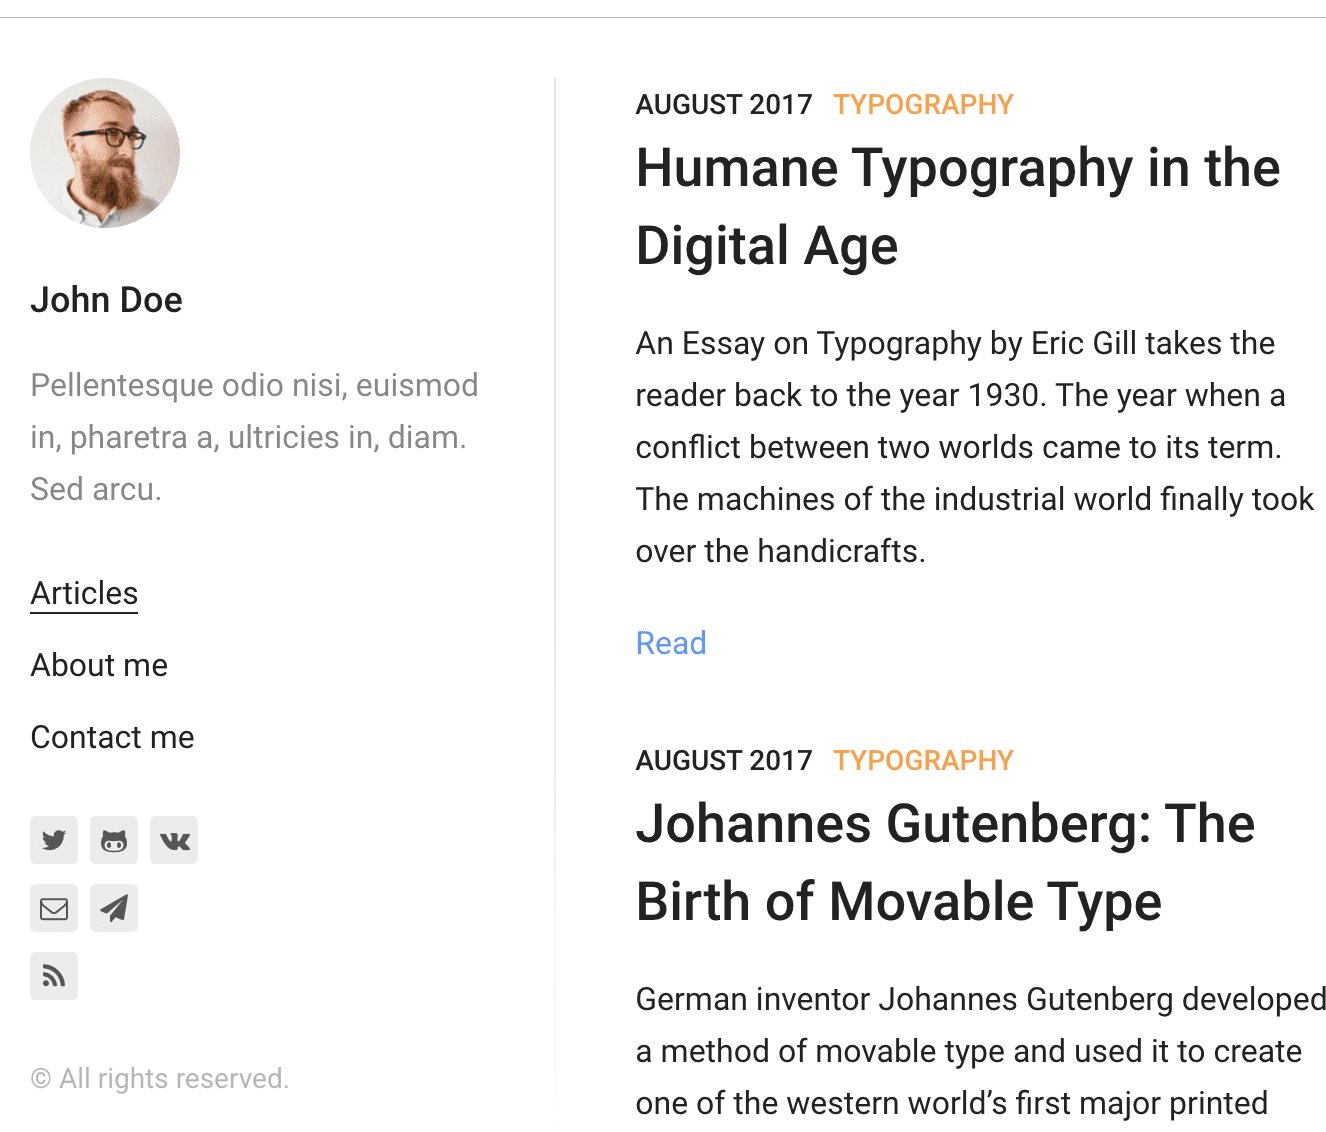 John Doe
Pellentesque odio nisi, euismod
in, pharetra a, ultricies in, diam.
Sed arcu.
Articles
About me
Contact me
© All rights reserved.
AUGUST 2017 TYPOGRAPHY
Humane Typography in the
Digital Age
An Essay on Typography by Eric Gill takes the
reader back to the year 1930. The year when a
conflict between two worlds came to its term.
The machines of the industrial world finally took
over the handicrafts.
Read
AUGUST 2017 TYPOGRAPHY
Johannes Gutenberg: The
Birth of Movable Type
German inventor Johannes Gutenberg developed
a method of movable type and used it to create
one of the western world’s first major printed